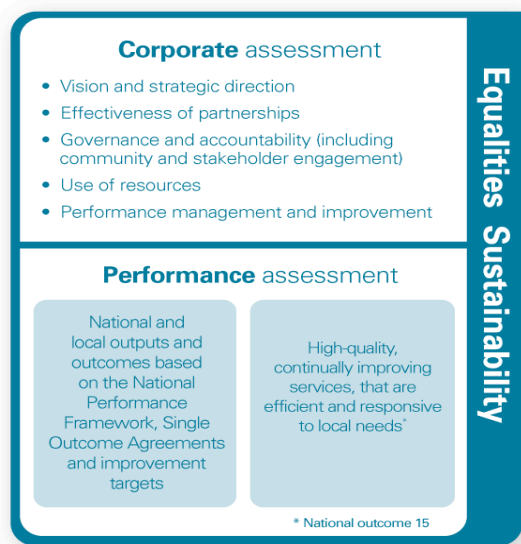 Corporate assessment
• Vision and strategic direction
• Effectiveness of partnerships
• Governance and accountability (including
community and stakeholder engagement)
• Use of resources
• Performance management and improvement
Performance assessment
National and
local outputs and
outcomes based
on the National
Performance
Framework, Single
Outcome Agreements
and improvement
targets
High-quality,
continually improving
services, that are
efficient and responsive
to local needs*
* National outcome 15
Equalities Sustainability